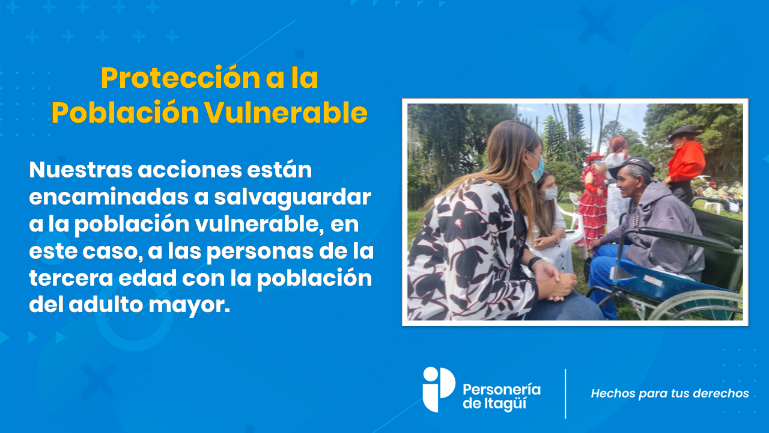 Protección a la
Población Vulnerable
Nuestras acciones están
encaminadas a salvaguardar
a la población vulnerable, en
este caso, a las personas de la
tercera edad con la población
del adulto mayor.
Personería
de Itagüí
Hechos para tus derechos